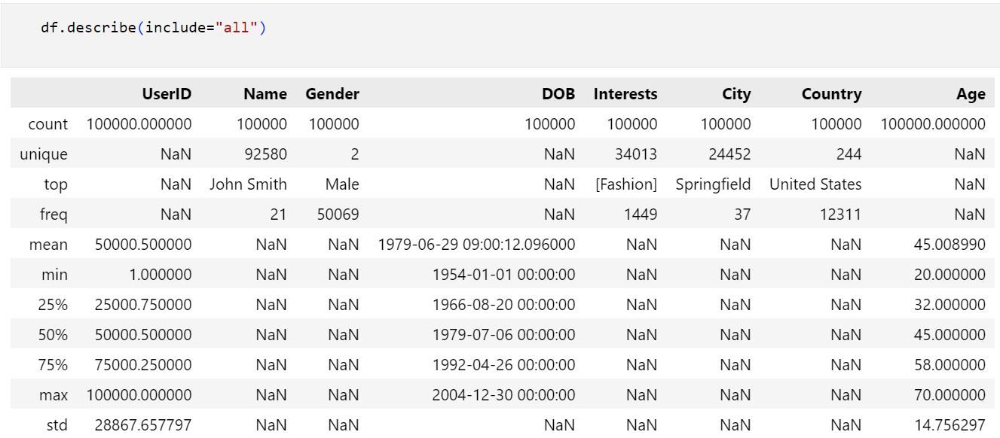 df.describe(include="all")
UserID Name Gender DOB Interests City Country Age
count 100000.000000 100000 100000 100000 100000 100000 100000 100000.000000
unique NaN 92580 2 NaN 34013 24452 244 NaN
top NaN John Smith Male NaN [Fashion] Springfield United States NaN
freq NaN 21 50069 NaN 1449 37 12311 NaN
mean 50000.500000 NaN NaN 1979-06-29 09:00:12.096000 NaN NaN NaN 45.008990
min 1.000000 NaN NaN 1954-01-01 00:00:00 NaN NaN NaN 20.000000
25% 25000.750000 NaN NaN 1966-08-20 00:00:00 NaN NaN NaN 32.000000
50% 50000.500000 NaN NaN 1979-07-06 00:00:00 NaN NaN NaN 45.000000
75% 75000.250000 NaN NaN 1992-04-26 00:00:00 NaN NaN NaN 58.000000
max 100000.000000 NaN NaN 2004-12-30 00:00:00 NaN NaN NaN 70.000000
std 28867.657797 NaN NaN NaN NaN NaN NaN 14.756297